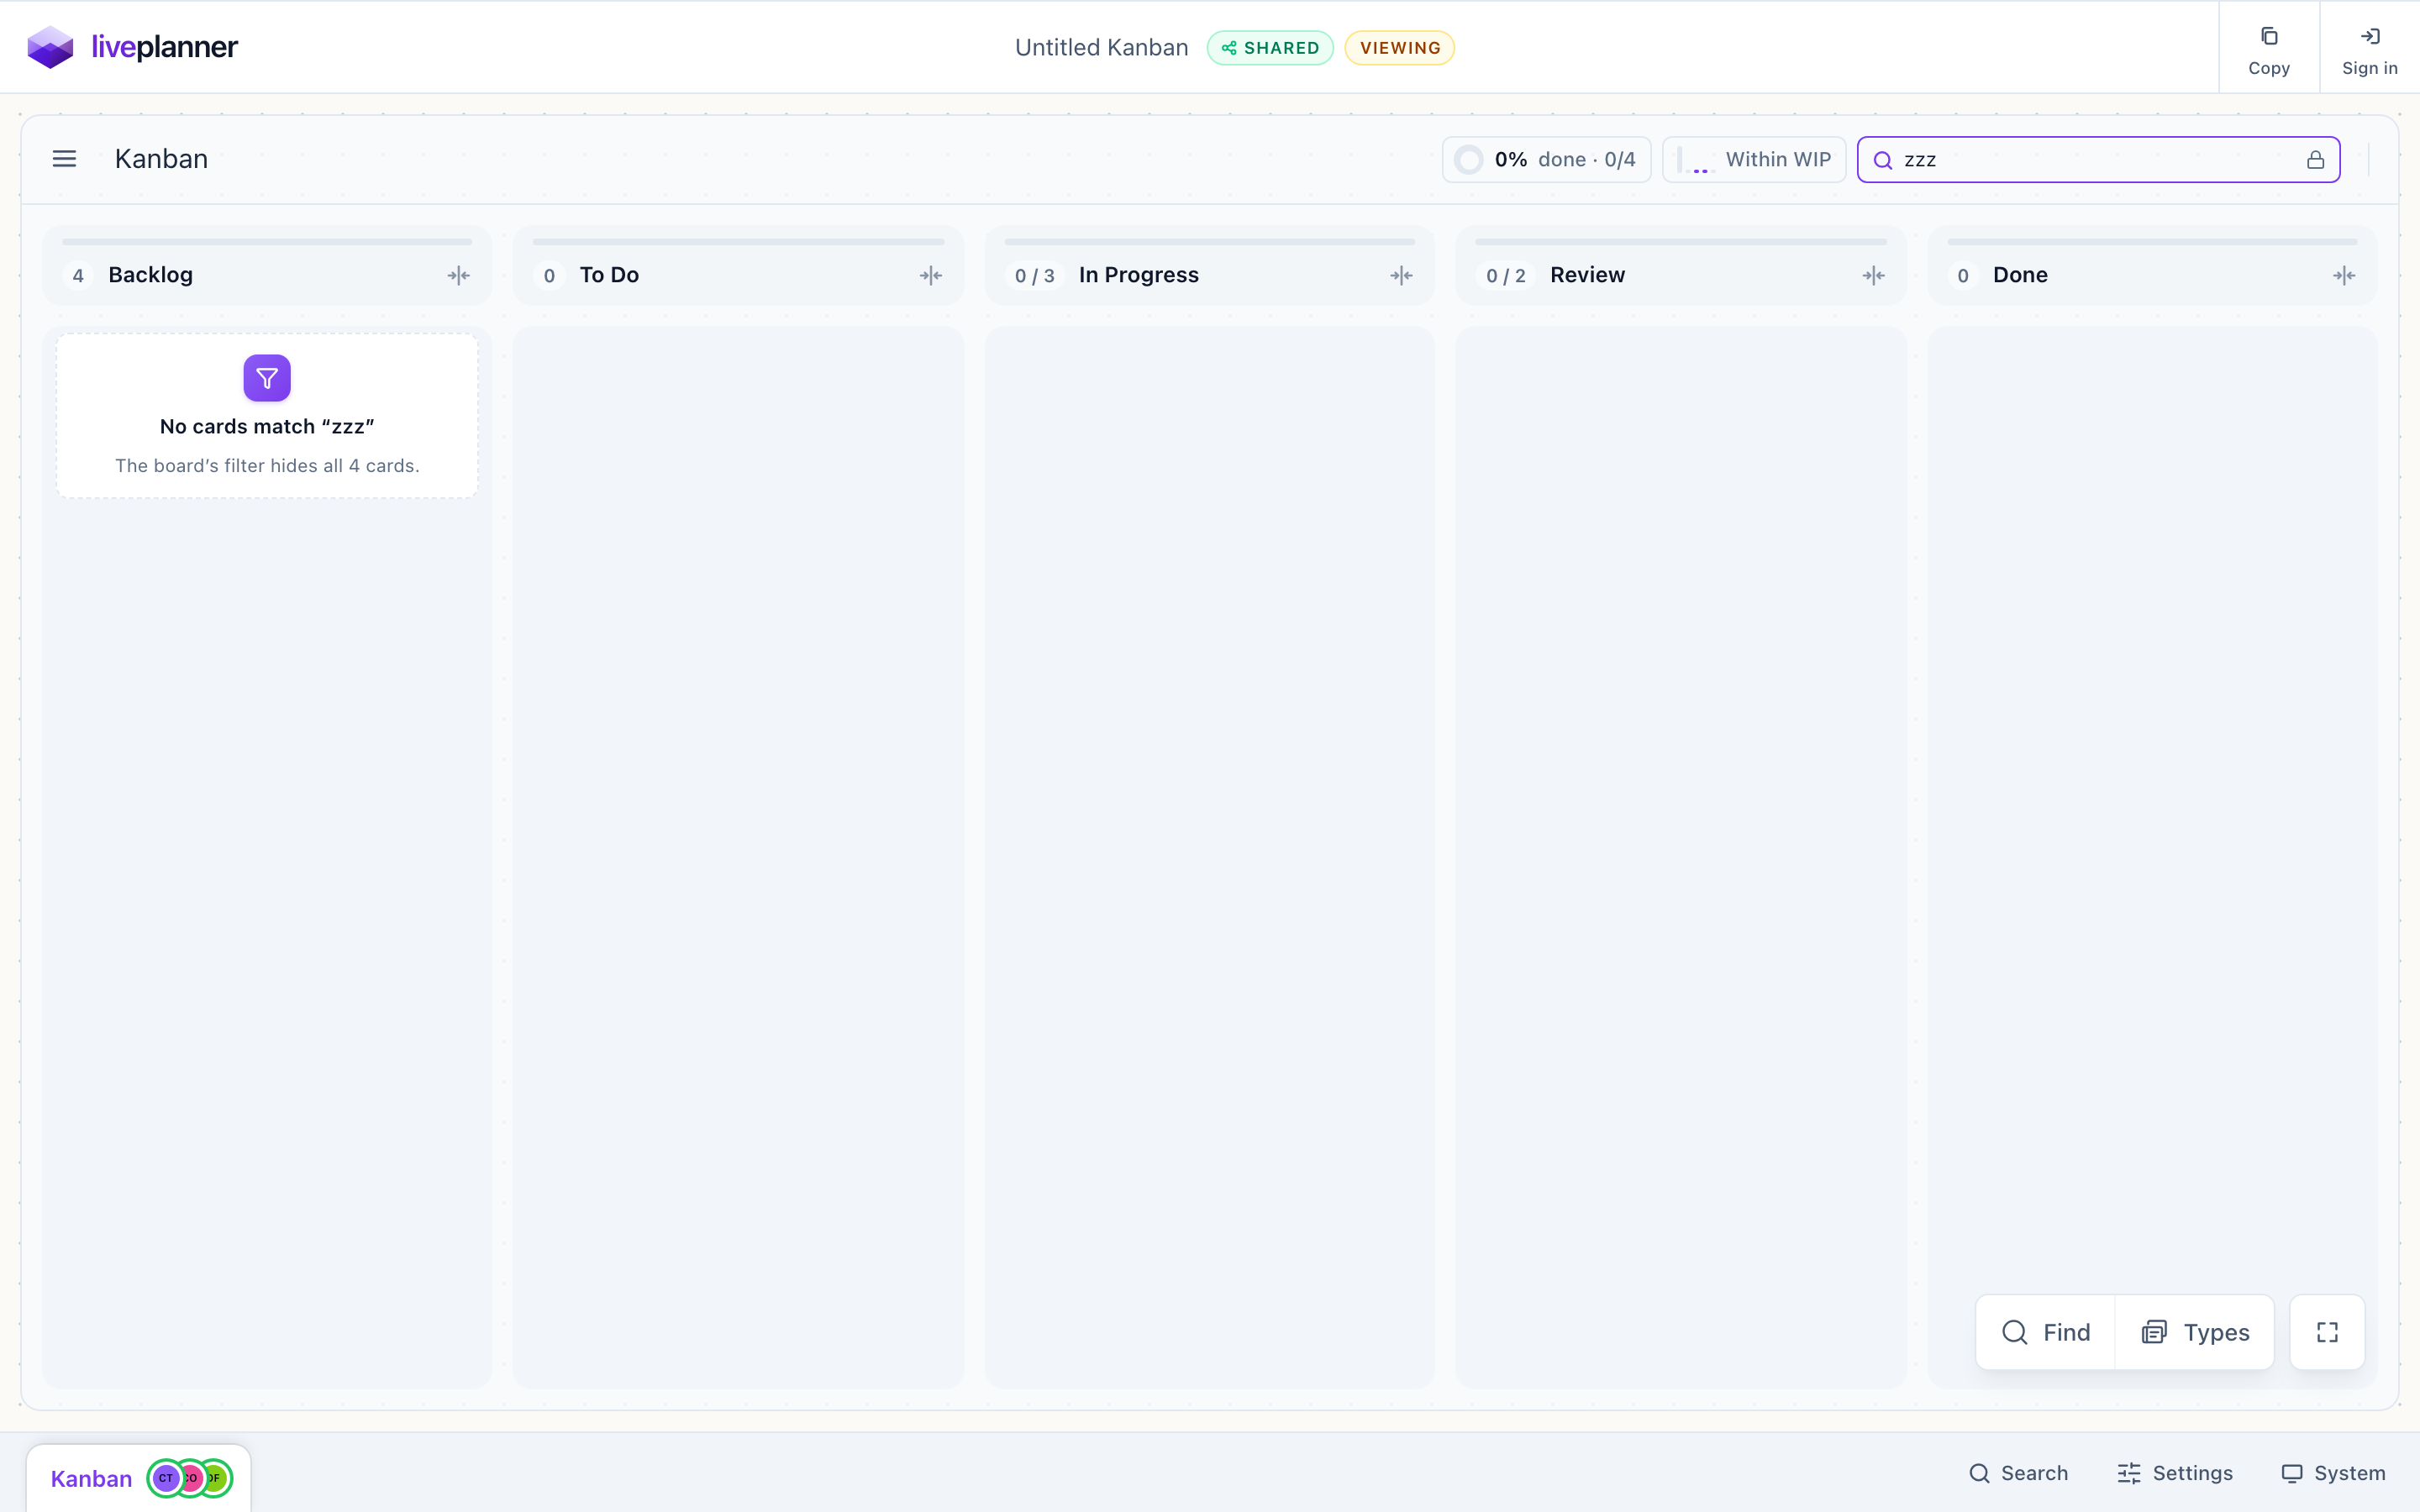 liveplanner
Untitled Kanban
SHARED
VIEWING
Copy
Sign in
Kanban
0% done · 0/4
Within WIP
zzz
4 Backlog
0 To Do
0 / 3 In Progress
0 / 2 Review
0 Done
No cards match “zzz”
The board’s filter hides all 4 cards.
Find
Types
Kanban
CT
CO
DF
Search
Settings
System